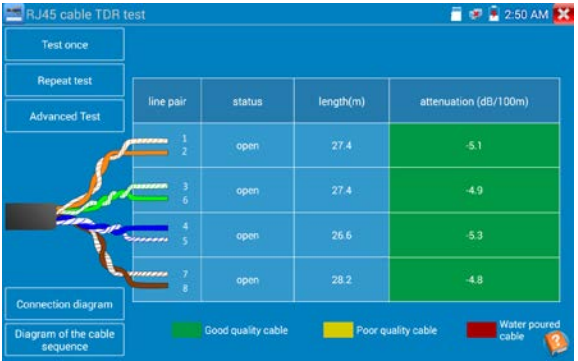 RJ45 cable TDR test
2:50 AM
Test once
Repeat test
Advanced Test
line pair status length(m) attenuation (dB/100m)
1
2
open 27.4 -5.1
3
6
open 27.4 -4.9
4
5
open 26.6 -5.3
7
8
open 28.2 -4.8
Connection diagram
Diagram of the cable
sequence
Good quality cable
Poor quality cable
Water poured
cable